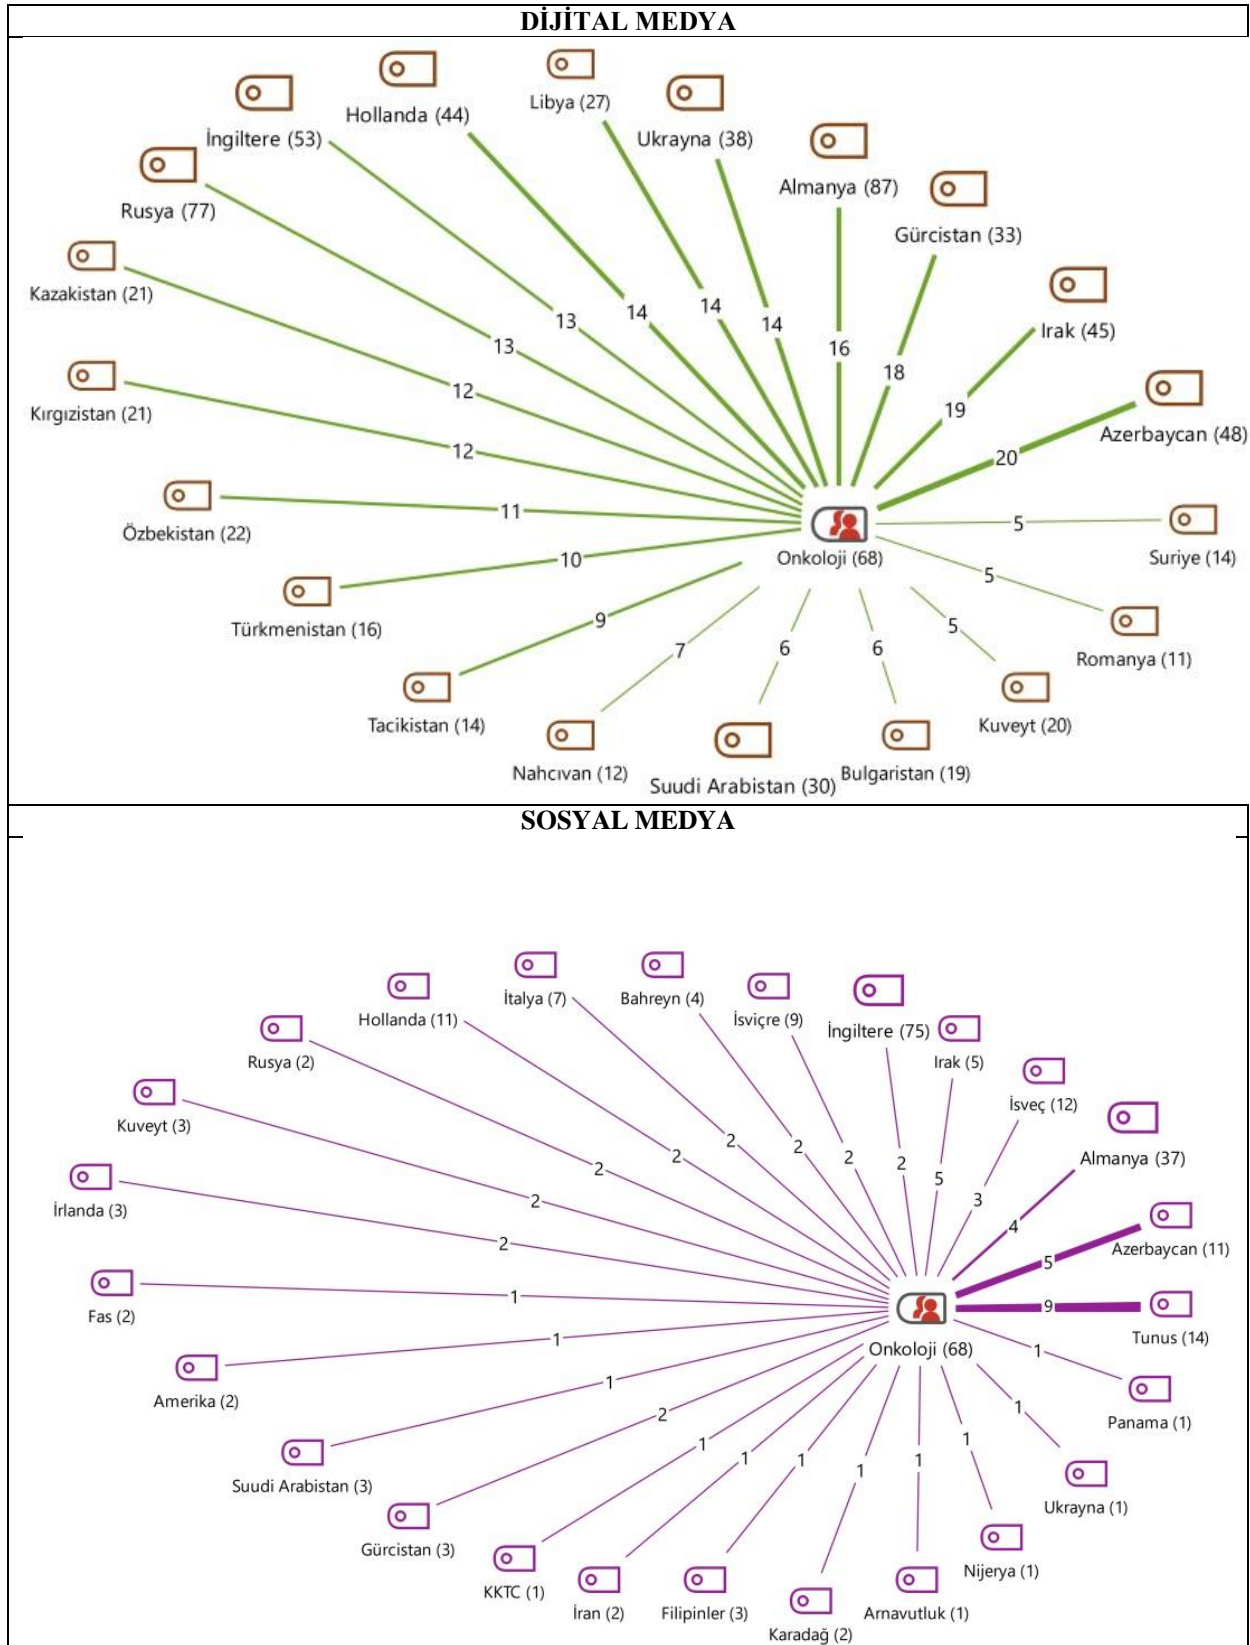 DİJİTAL MEDYA
Libya (27)
Hollanda (44)
İngiltere (53)
Ukrayna (38)
Almanya (87)
Rusya (77)
Gürcistan (33)
Kazakistan (21)
Irak (45)
Kırgızistan (21)
Azerbaycan (48)
Özbekistan (22)
Onkoloji (68)
Suriye (14)
Türkmenistan (16)
Romanya (11)
Tacikistan (14)
Kuveyt (20)
Nahcıvan (12)
Suudi Arabistan (30)
Bulgaristan (19)
14
14
14
13
13
16
18
19
20
12
12
11
10
9
7
6
6
5
5
5
SOSYAL MEDYA
İtalya (7)
Bahreyn (4)
İsviçre (9)
Hollanda (11)
İngiltere (75)
Irak (5)
Rusya (2)
İsveç (12)
Kuveyt (3)
Almanya (37)
İrlanda (3)
Azerbaycan (11)
Fas (2)
Tunus (14)
Onkoloji (68)
Amerika (2)
Panama (1)
Suudi Arabistan (3)
Ukrayna (1)
Gürcistan (3)
Nijerya (1)
KKTC (1)
İran (2)
Filipinler (3)
Karadağ (2)
Arnavutluk (1)
2
2
2
2
2
2
2
2
2
5
3
4
5
9
1
1
1
2
1
1
1
1
1
1
1
1